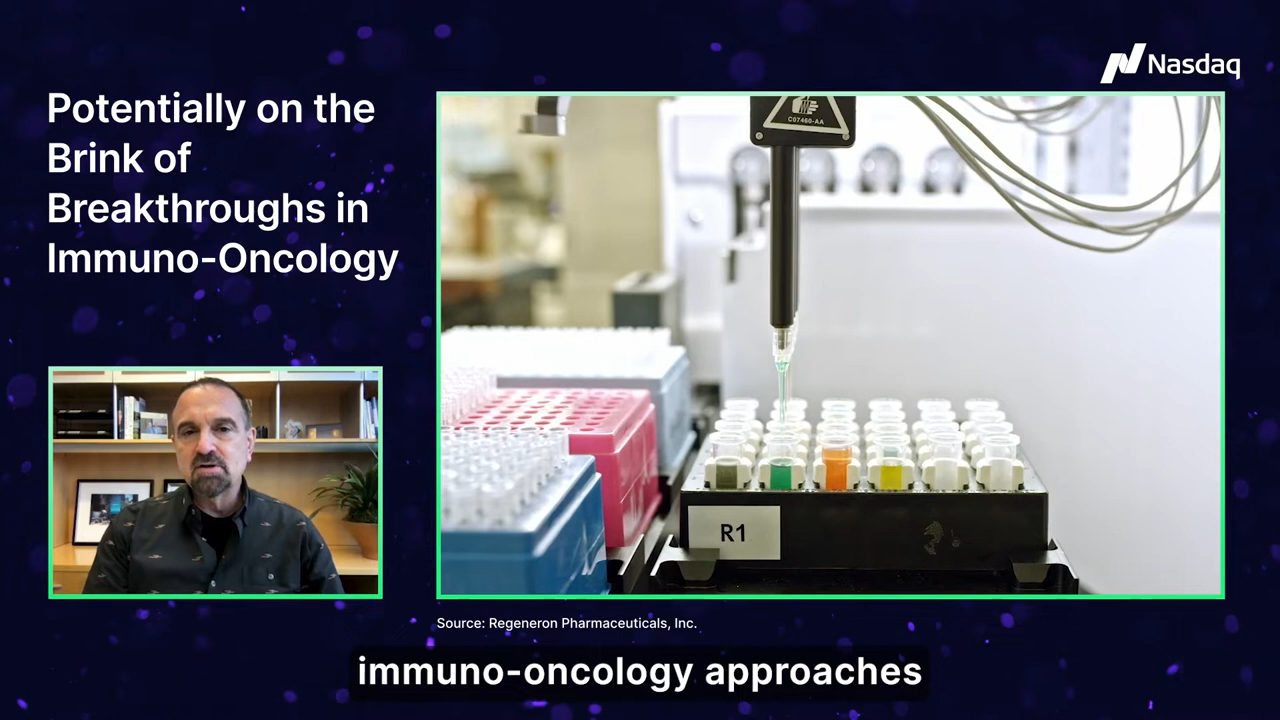 Nasdaq
Potentially on the
Brink of
Breakthroughs in
Immuno-Oncology
C07460-AA
R1
Source: Regeneron Pharmaceuticals, Inc.
immuno-oncology approaches